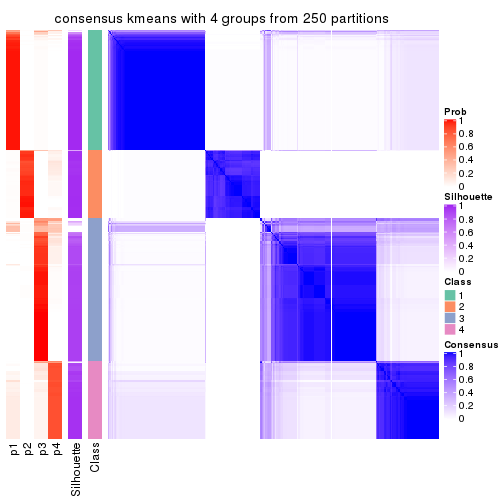 consensus kmeans with 4 groups from 250 partitions
Prob
1
0.8
0.6
0.4
0.2
0
Silhouette
1
0.8
0.6
0.4
0.2
0
Class
1
2
3
4
Consensus
1
0.8
0.6
0.4
0.2
0
p1
p2
p3
p4
Silhouette
Class